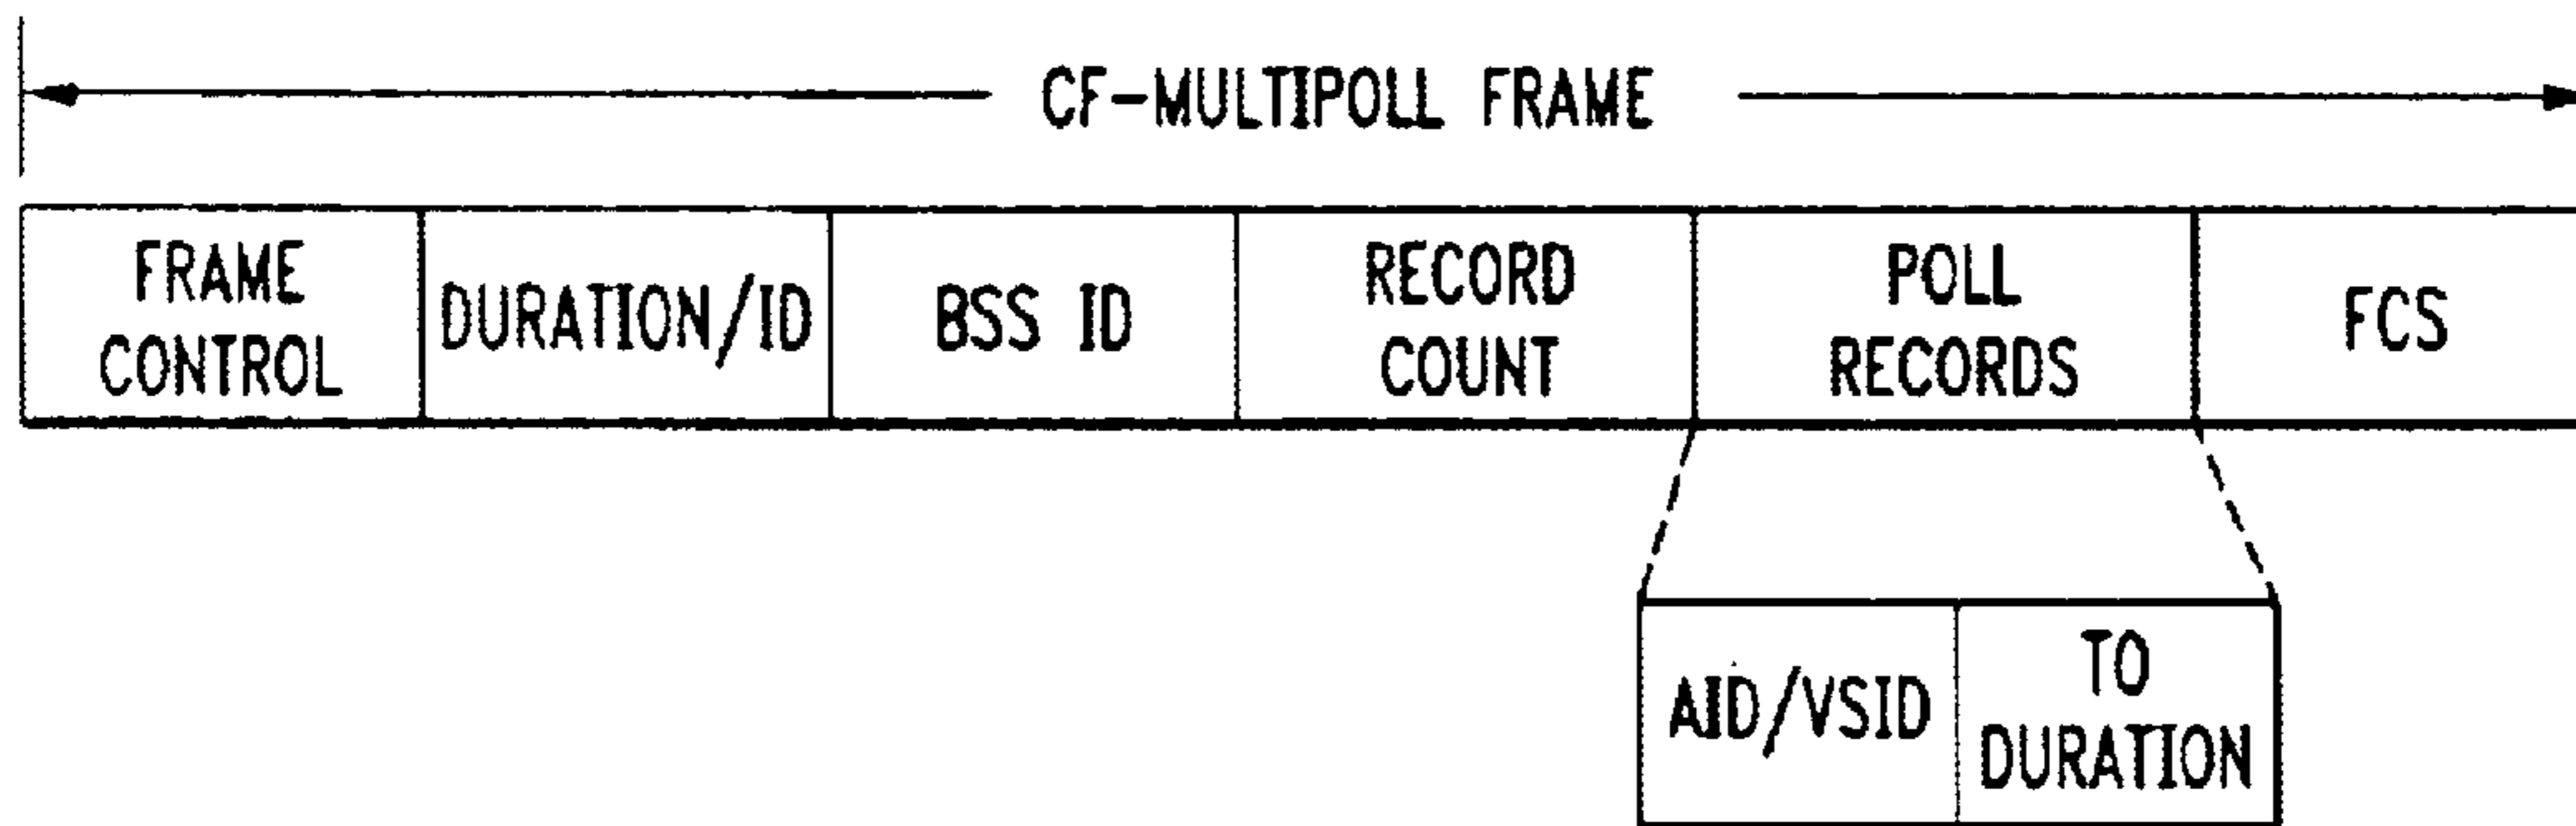 CF-MULTIPOLL FRAME
FRAME
CONTROL
DURATION/ID
BSS ID
RECORD
COUNT
POLL
RECORDS
FCS
AID/VSID
TO
DURATION